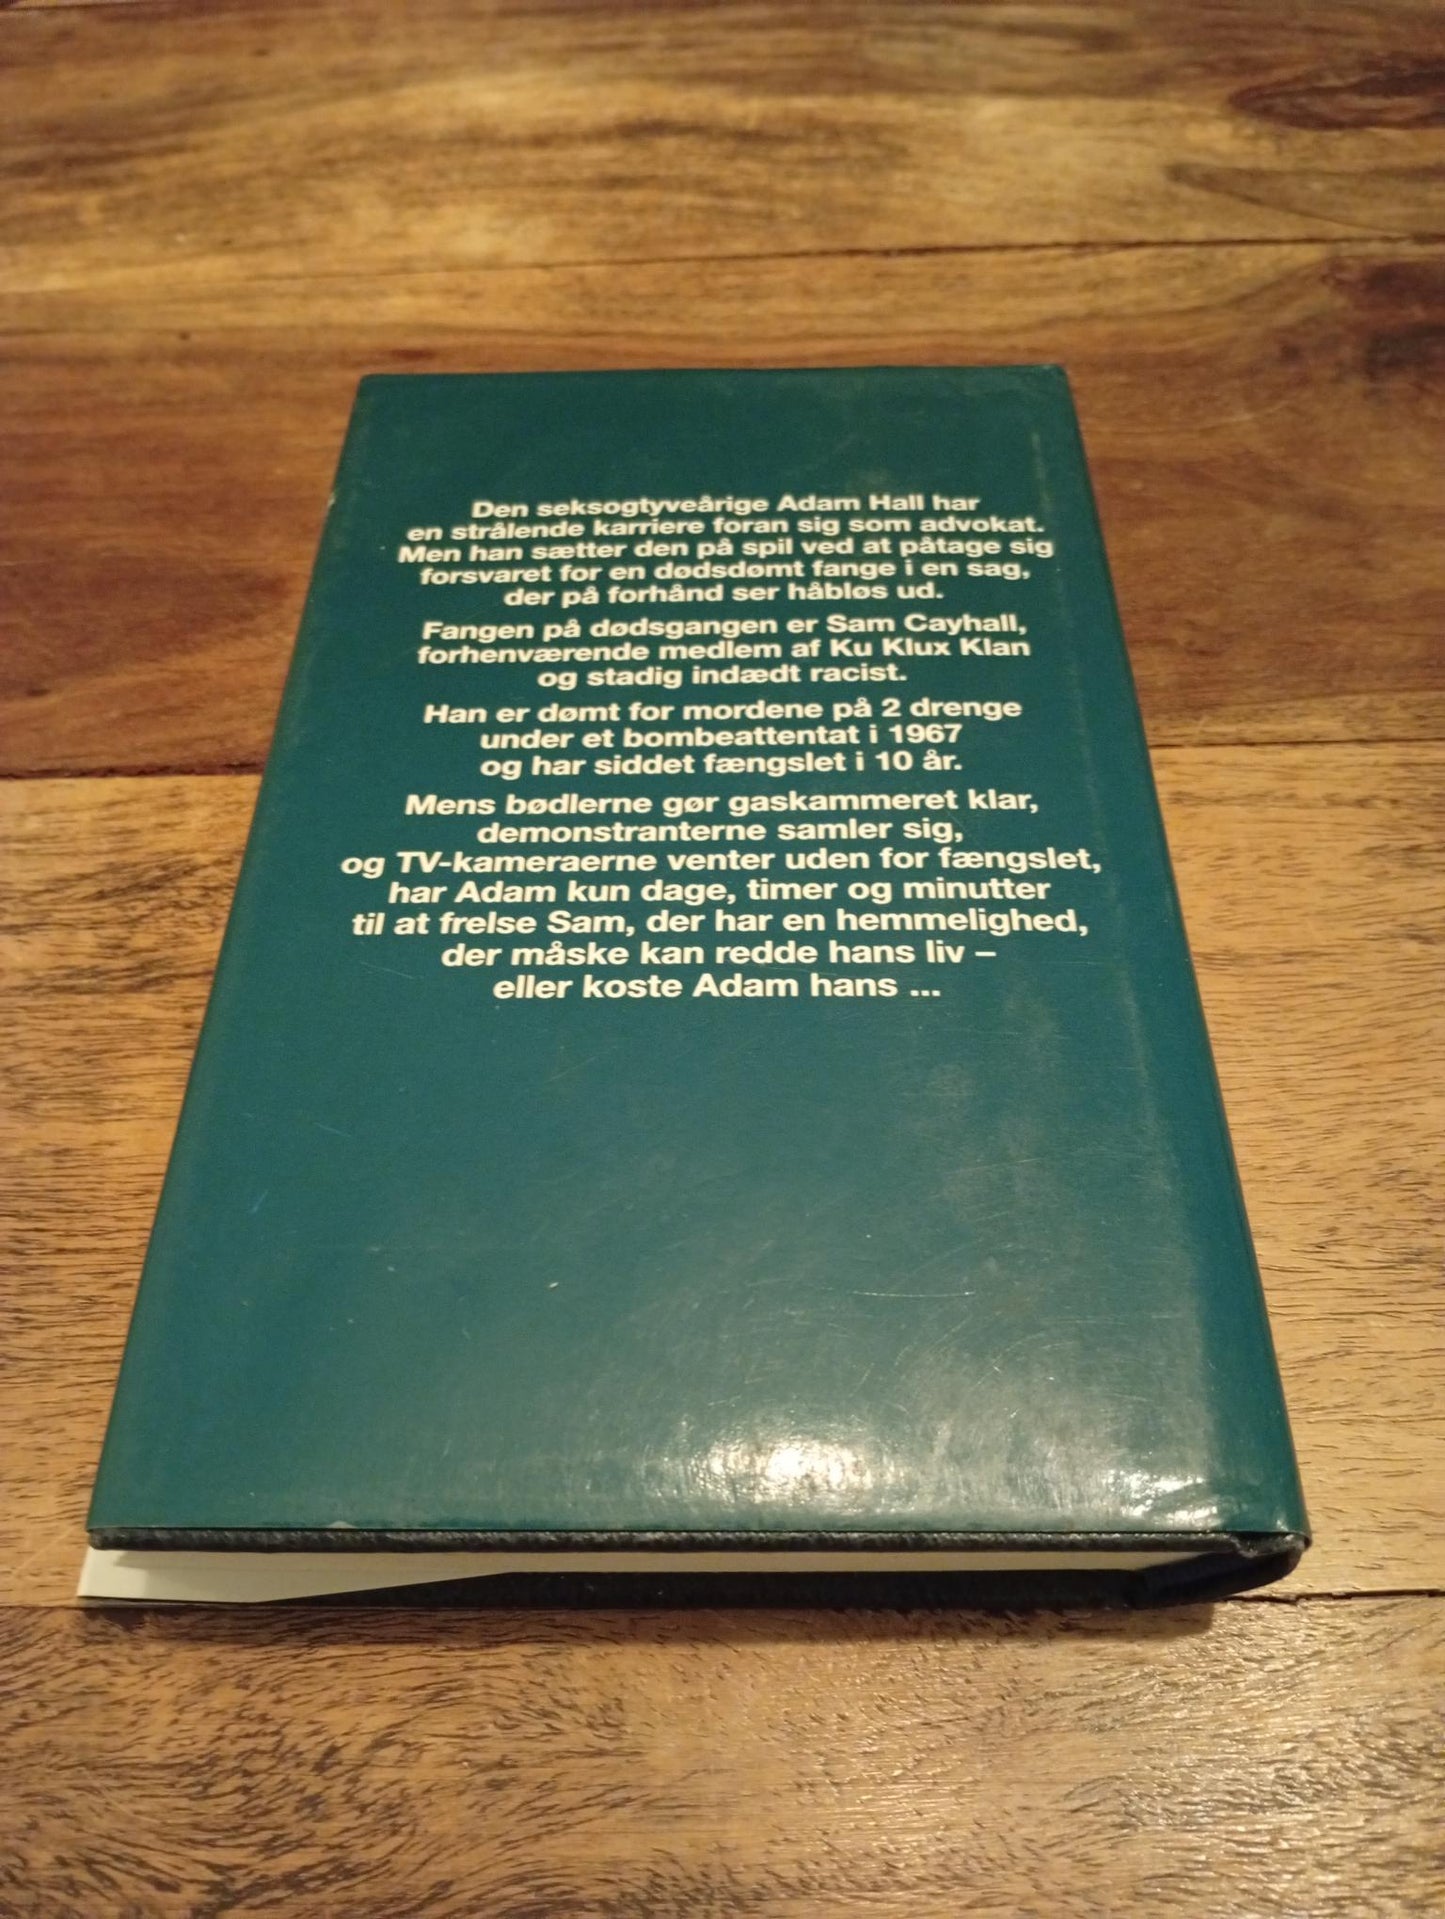 Den seksogtyveårige Adam Hall har
en strålende karriere foran sig som advokat.
Men han sætter den på spil ved at påtage sig
forsvaret for en dødsdømt fange i en sag,
der på forhånd ser håbløs ud.
Fangen på dødsgangen er Sam Cayhall,
forhenværende medlem af Ku Klux Klan
og stadig indædt racist.
Han er dømt for mordene på 2 drenge
under et bombeattentat i 1967
og har siddet fængslet i 10 år.
Mens bødlerne gør gaskammeret klar,
demonstranterne samler sig,
og TV-kameraerne venter uden for fængslet,
har Adam kun dage, timer og minutter
til at frelse Sam, der har en hemmelighed,
der måske kan redde hans liv –
eller koste Adam hans ...